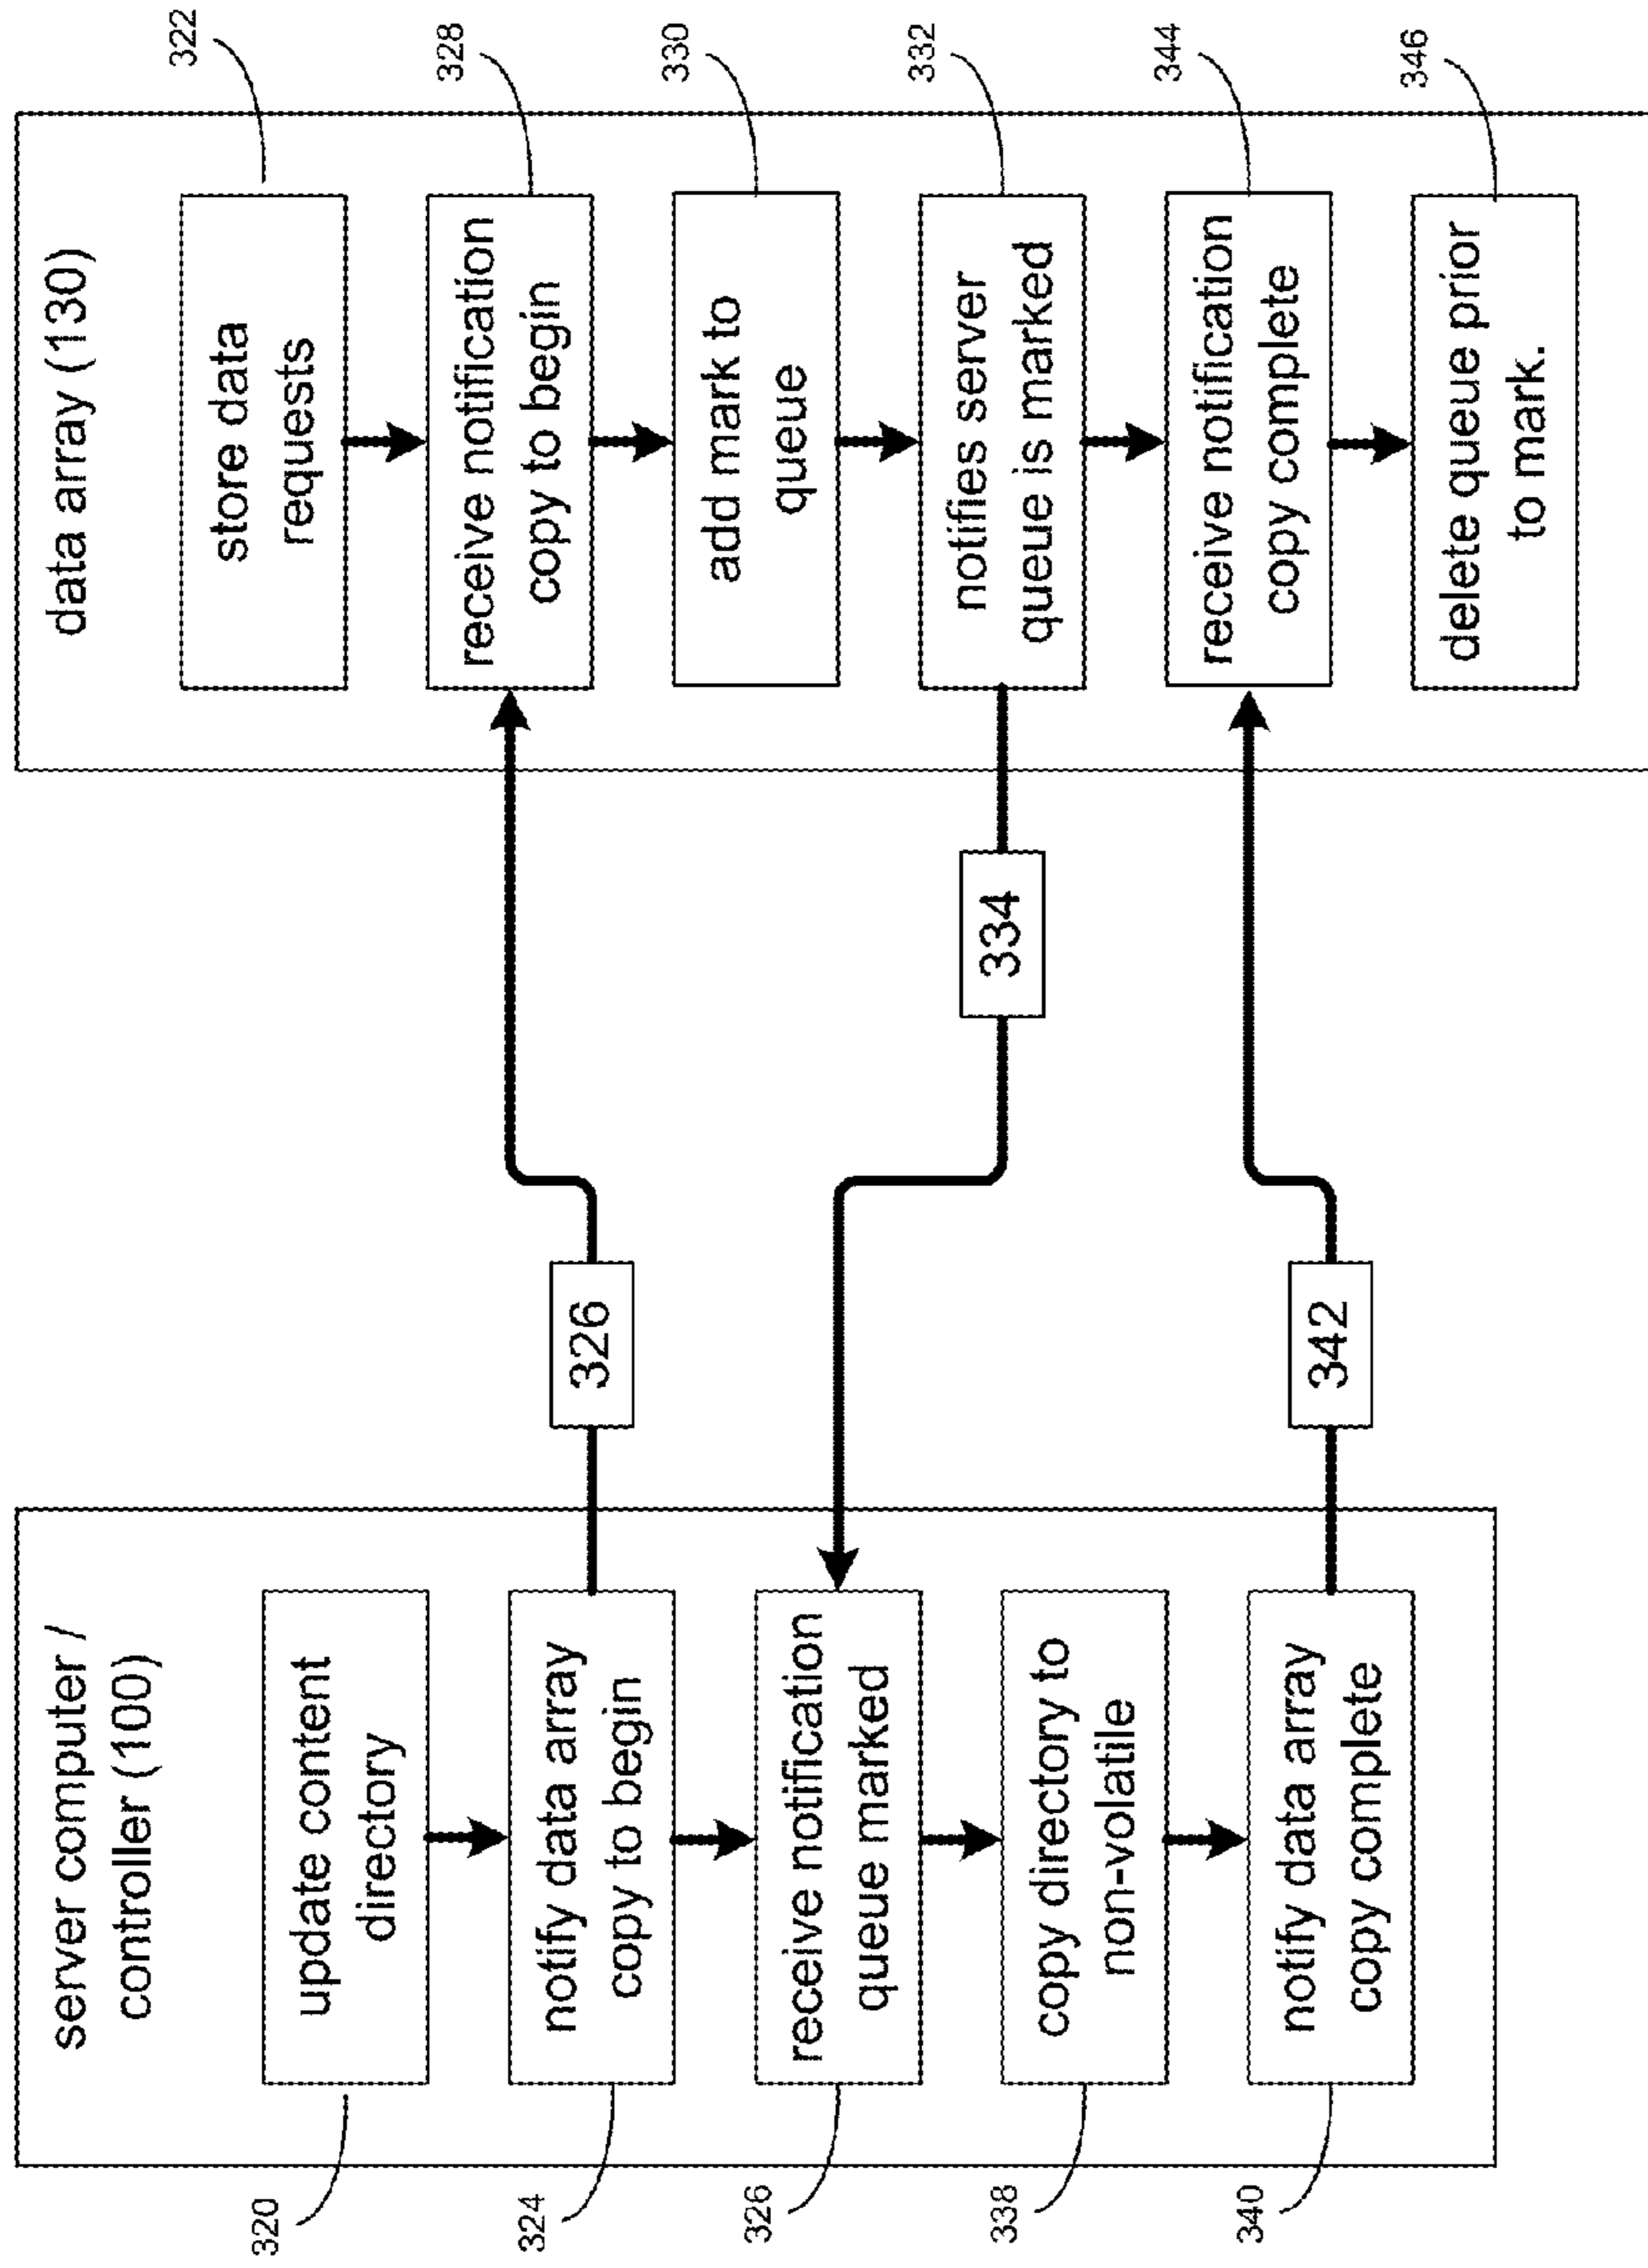 server computer /
controller (100)
320
update content
directory
324
notify data array
copy to begin
326
receive notification
queue marked
338
copy directory to
non-volatile
340
notify data array
copy complete
326
334
342
data array (130)
store data
requests
322
receive notification
copy to begin
328
add mark to
queue
330
notifies server
queue is marked
332
receive notification
copy complete
344
delete queue prior
to mark.
346